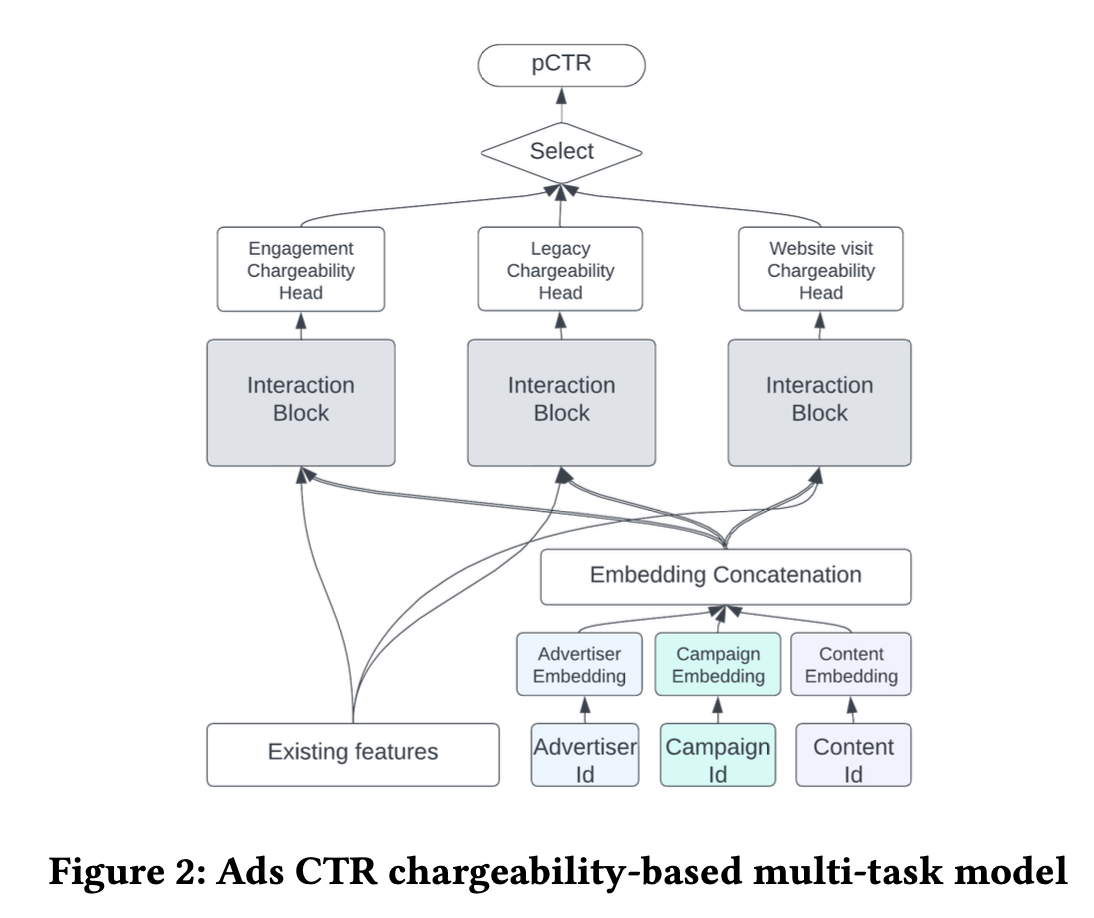 pCTR
Select
Engagement
Chargeability
Head
Legacy
Chargeability
Head
Website visit
Chargeability
Head
Interaction
Block
Interaction
Block
Interaction
Block
Embedding Concatenation
Advertiser
Embedding
Campaign
Embedding
Content
Embedding
Existing features
Advertiser
Id
Campaign
Id
Content
Id
Figure 2: Ads CTR chargeability-based multi-task model